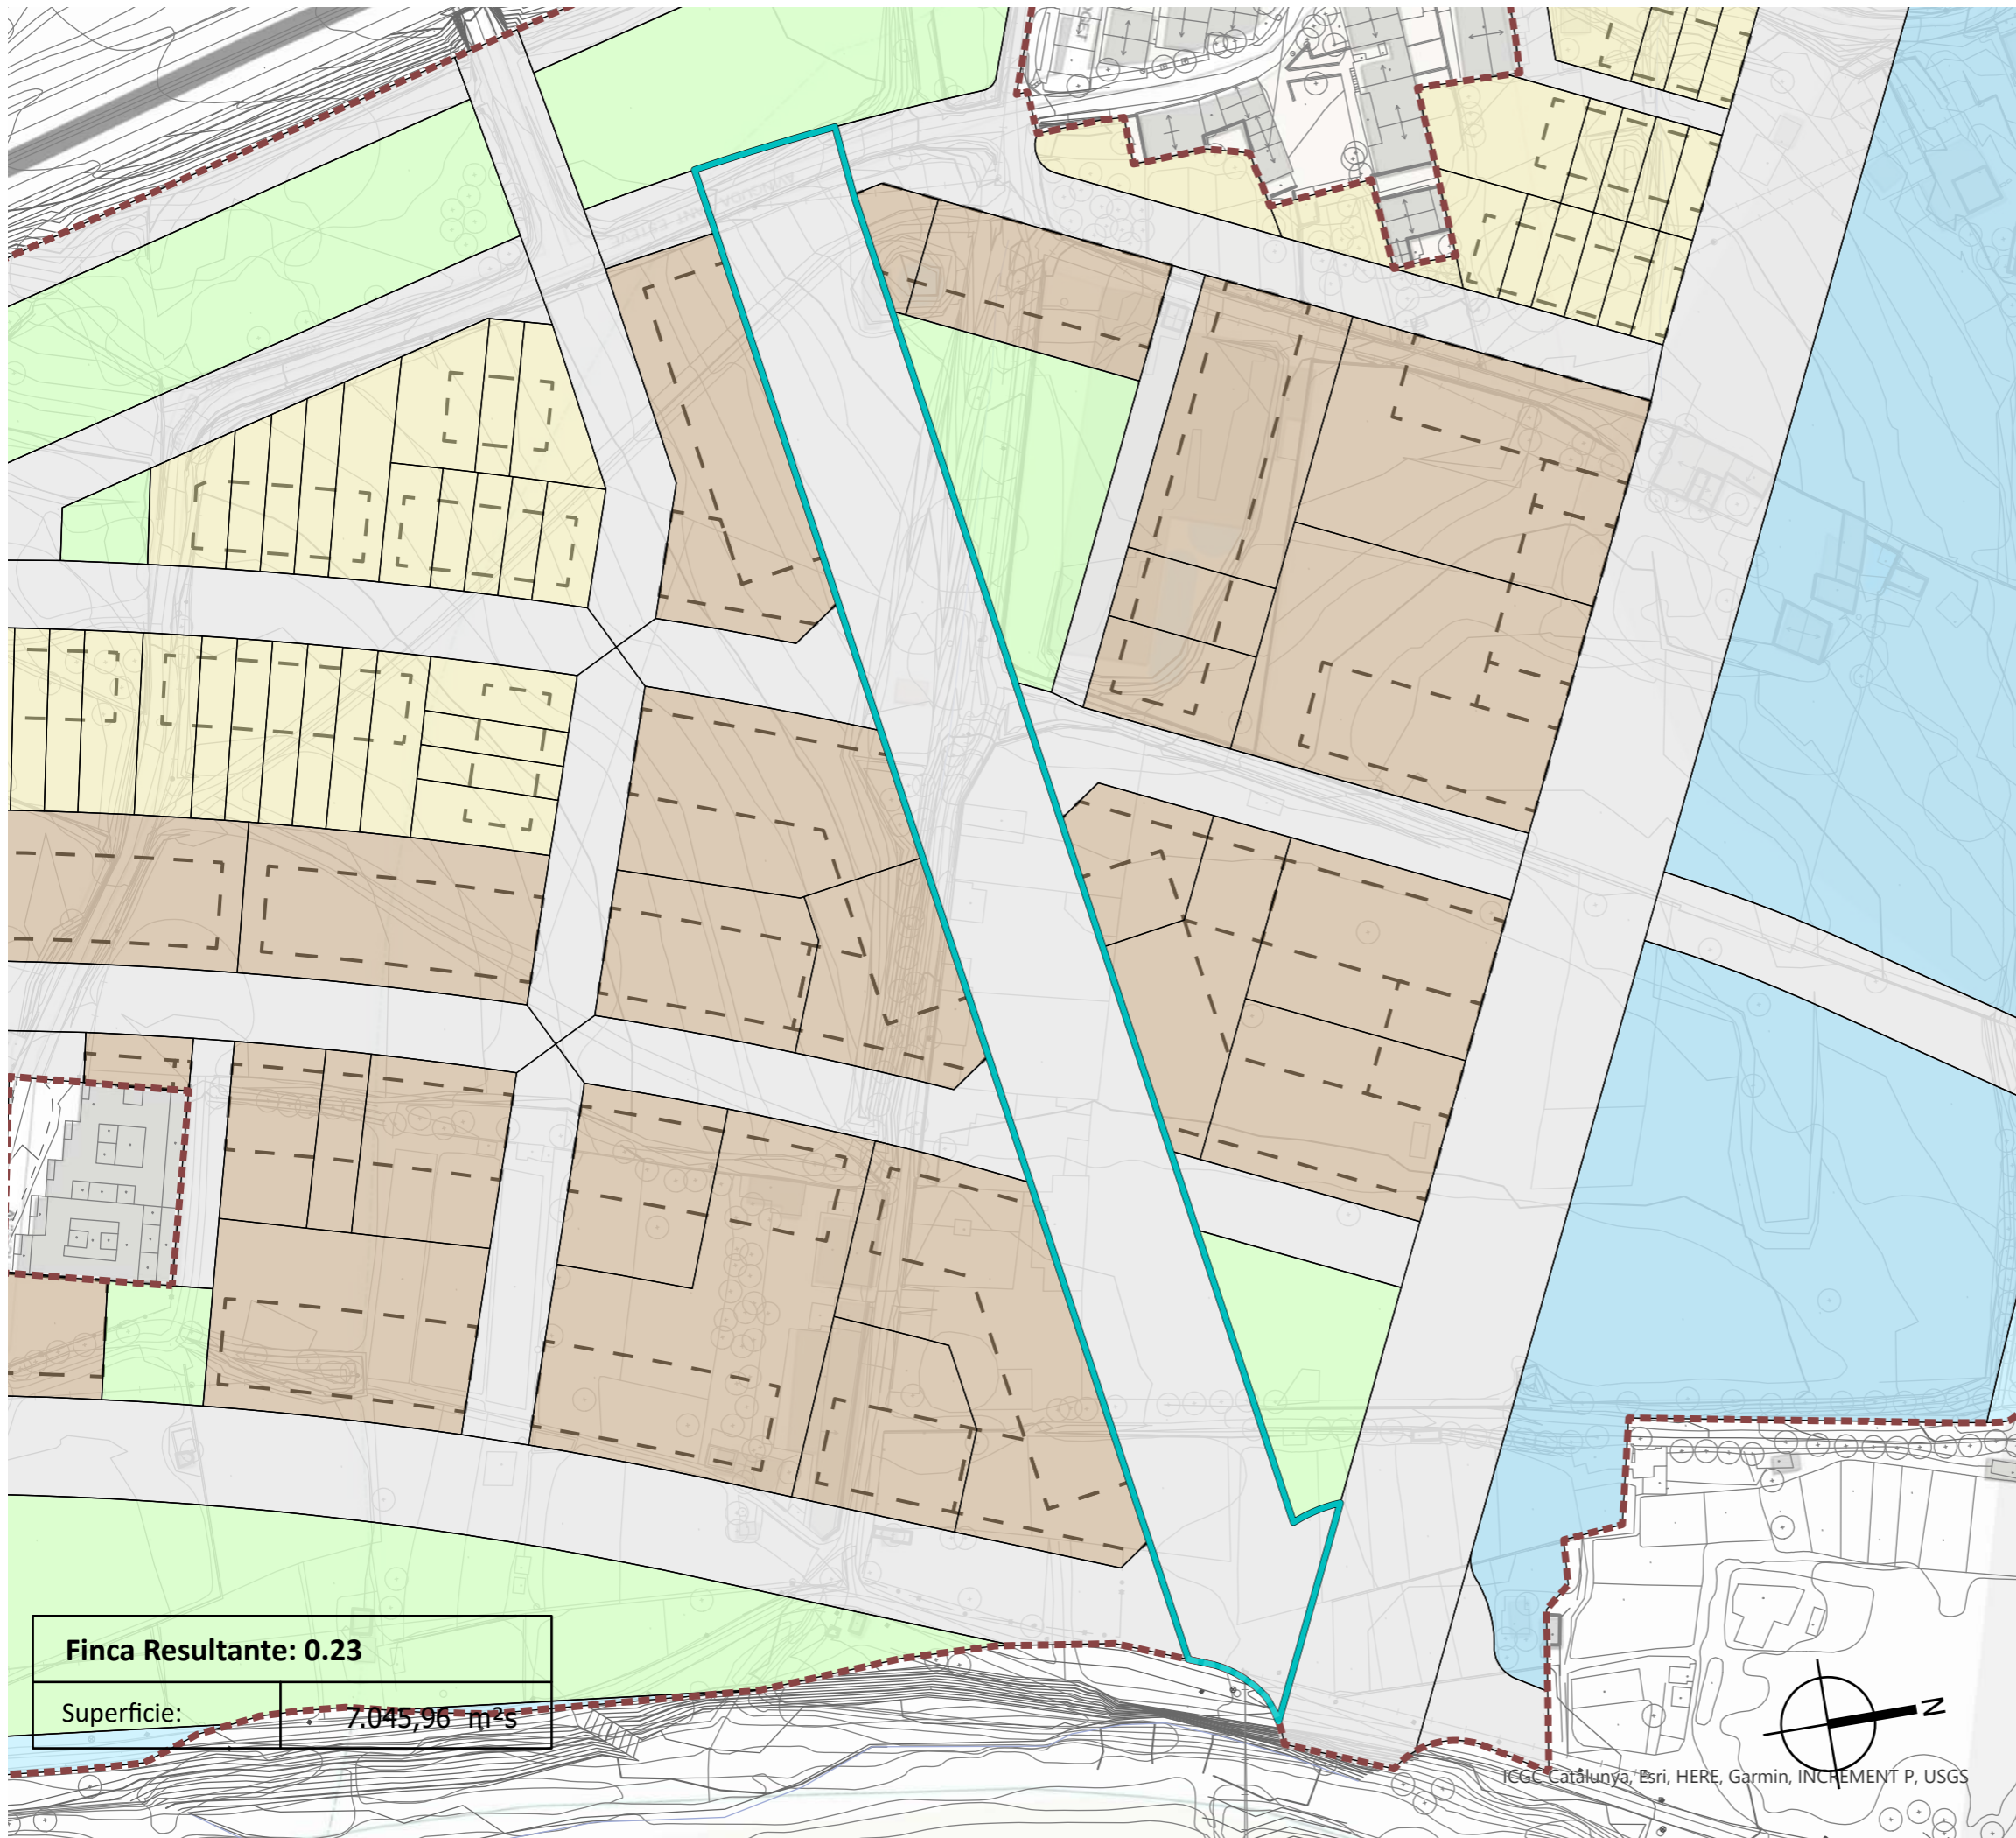 Finca Resultante: 0.23
Superficie: 7.045,96 m²s
N
ICGC Catalunya, Esri, HERE, Garmin, INCREMENT P, USGS